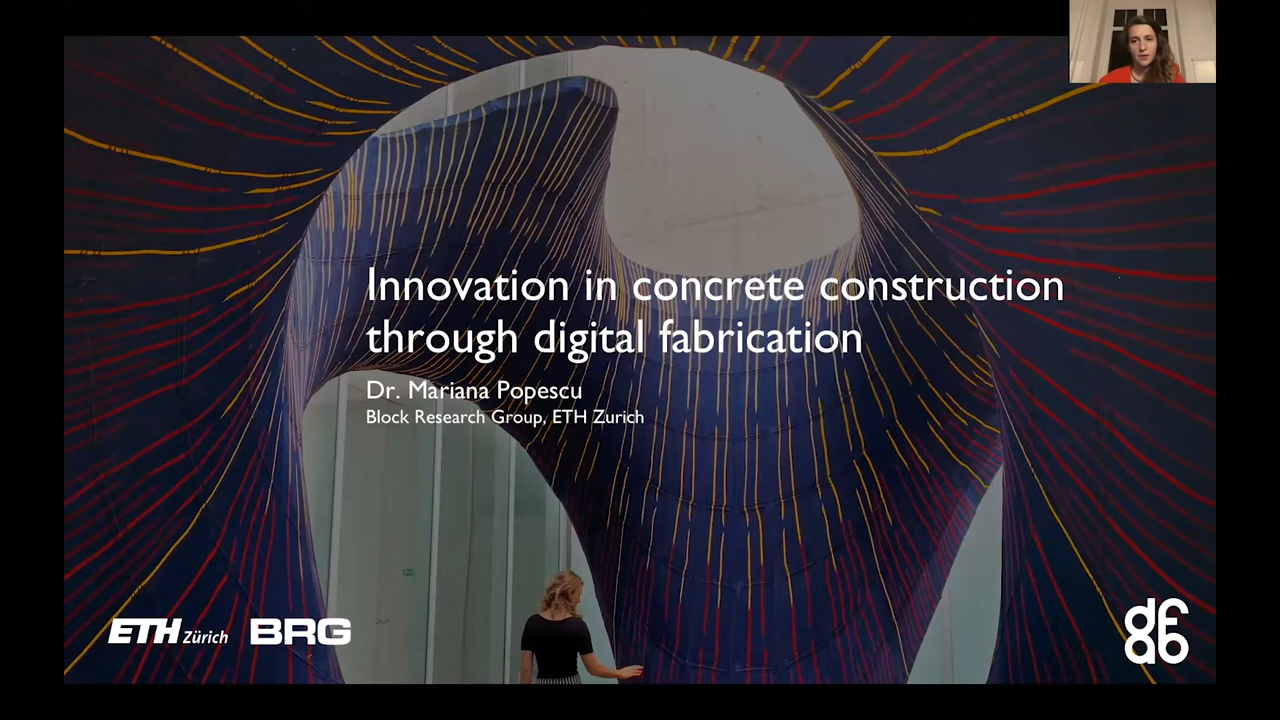 Innovation in concrete construction
through digital fabrication
Dr. Mariana Popescu
Block Research Group, ETH Zurich
ETH Zürich BRG
dfab